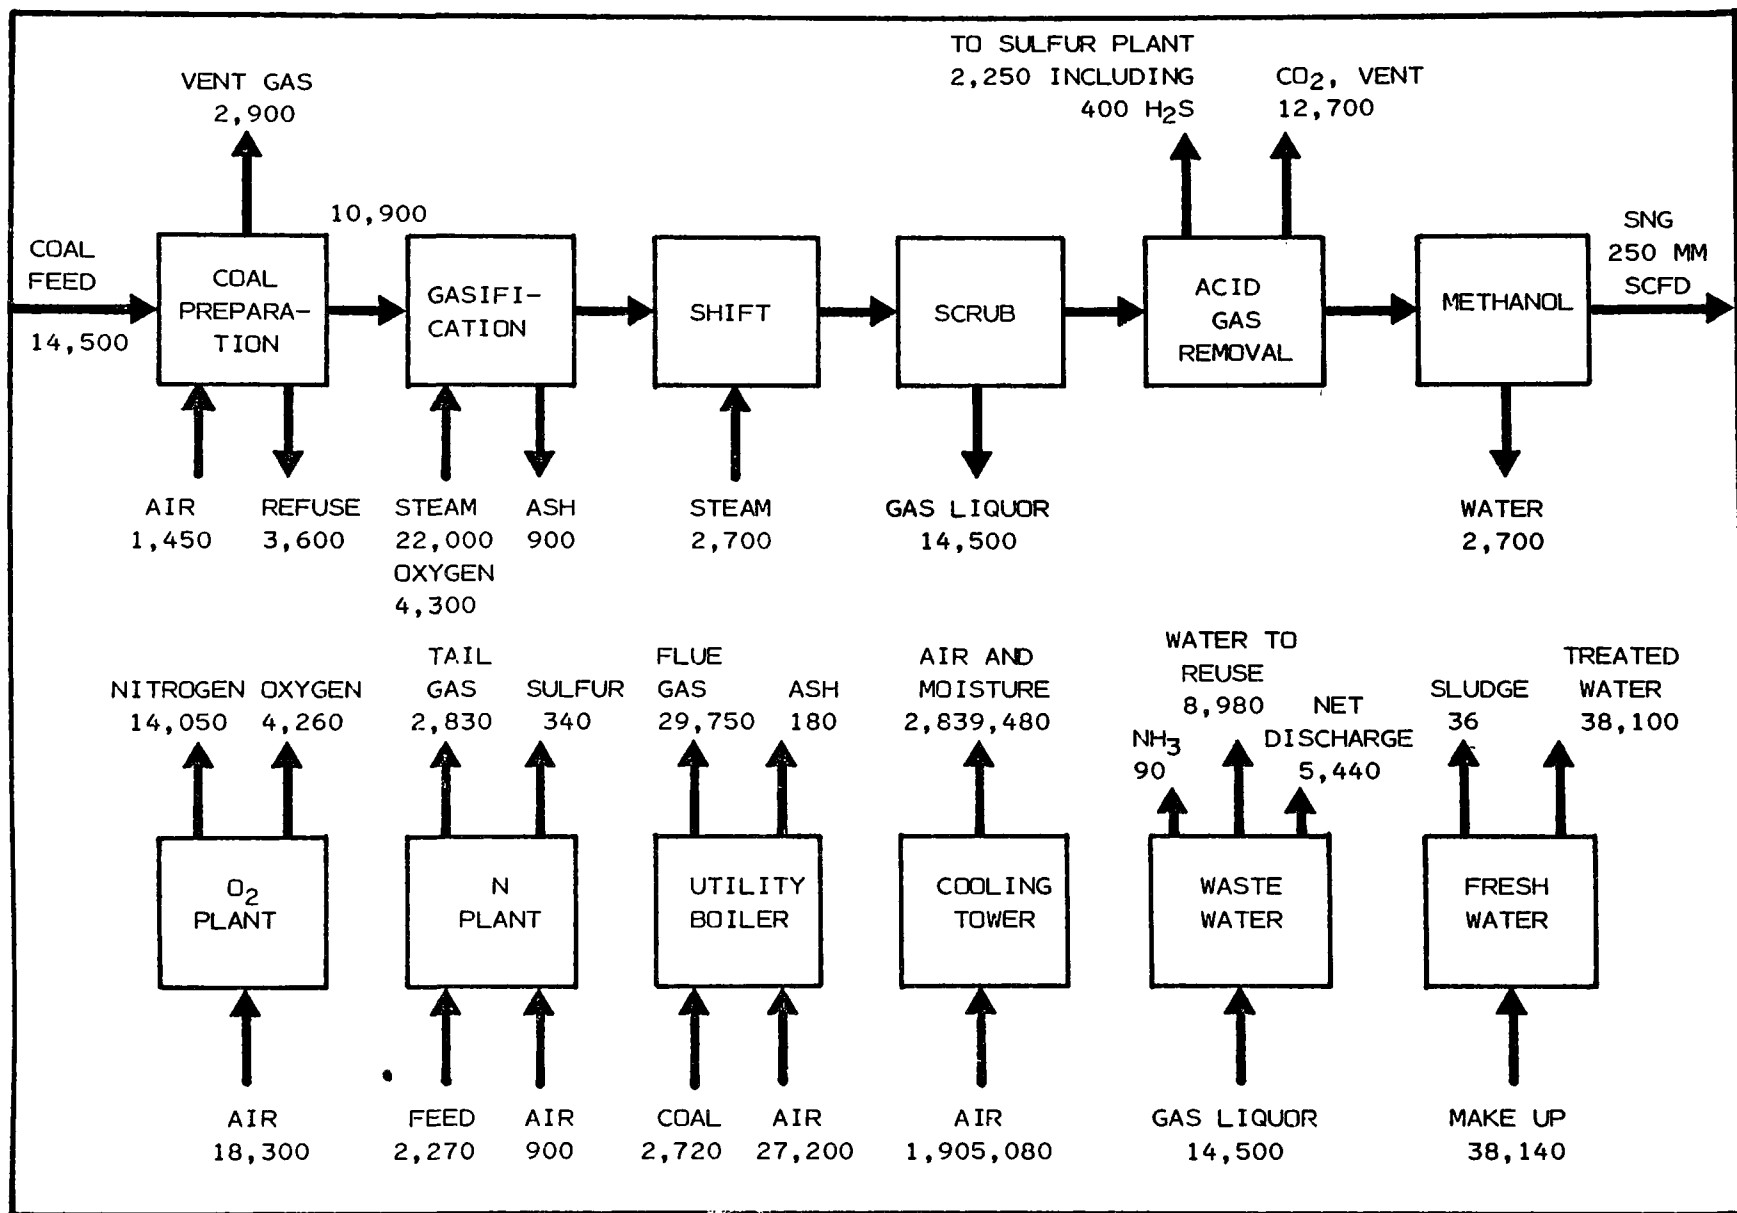 TO SULFUR PLANT
2,250 INCLUDING
400 H₂S
CO₂, VENT
12,700
VENT GAS
2,900
10,900
COAL
FEED
14,500
COAL
PREPARA-
TION
GASIFI-
CATION
SHIFT
SCRUB
ACID
GAS
REMOVAL
METHANOL
SNG
250 MM
SCFD
AIR
1,450
REFUSE
3,600
STEAM
22,000
OXYGEN
4,300
ASH
900
STEAM
2,700
GAS LIQUOR
14,500
WATER
2,700
NITROGEN
14,050
OXYGEN
4,260
TAIL
GAS
2,830
SULFUR
340
FLUE
GAS
29,750
ASH
180
AIR AND
MOISTURE
2,839,480
WATER TO
REUSE
8,980
NH₃
90
NET
DISCHARGE
5,440
SLUDGE
36
TREATED
WATER
38,100
O₂
PLANT
N
PLANT
UTILITY
BOILER
COOLING
TOWER
WASTE
WATER
FRESH
WATER
AIR
18,300
FEED
2,270
AIR
900
COAL
2,720
AIR
27,200
AIR
1,905,080
GAS LIQUOR
14,500
MAKE UP
38,140